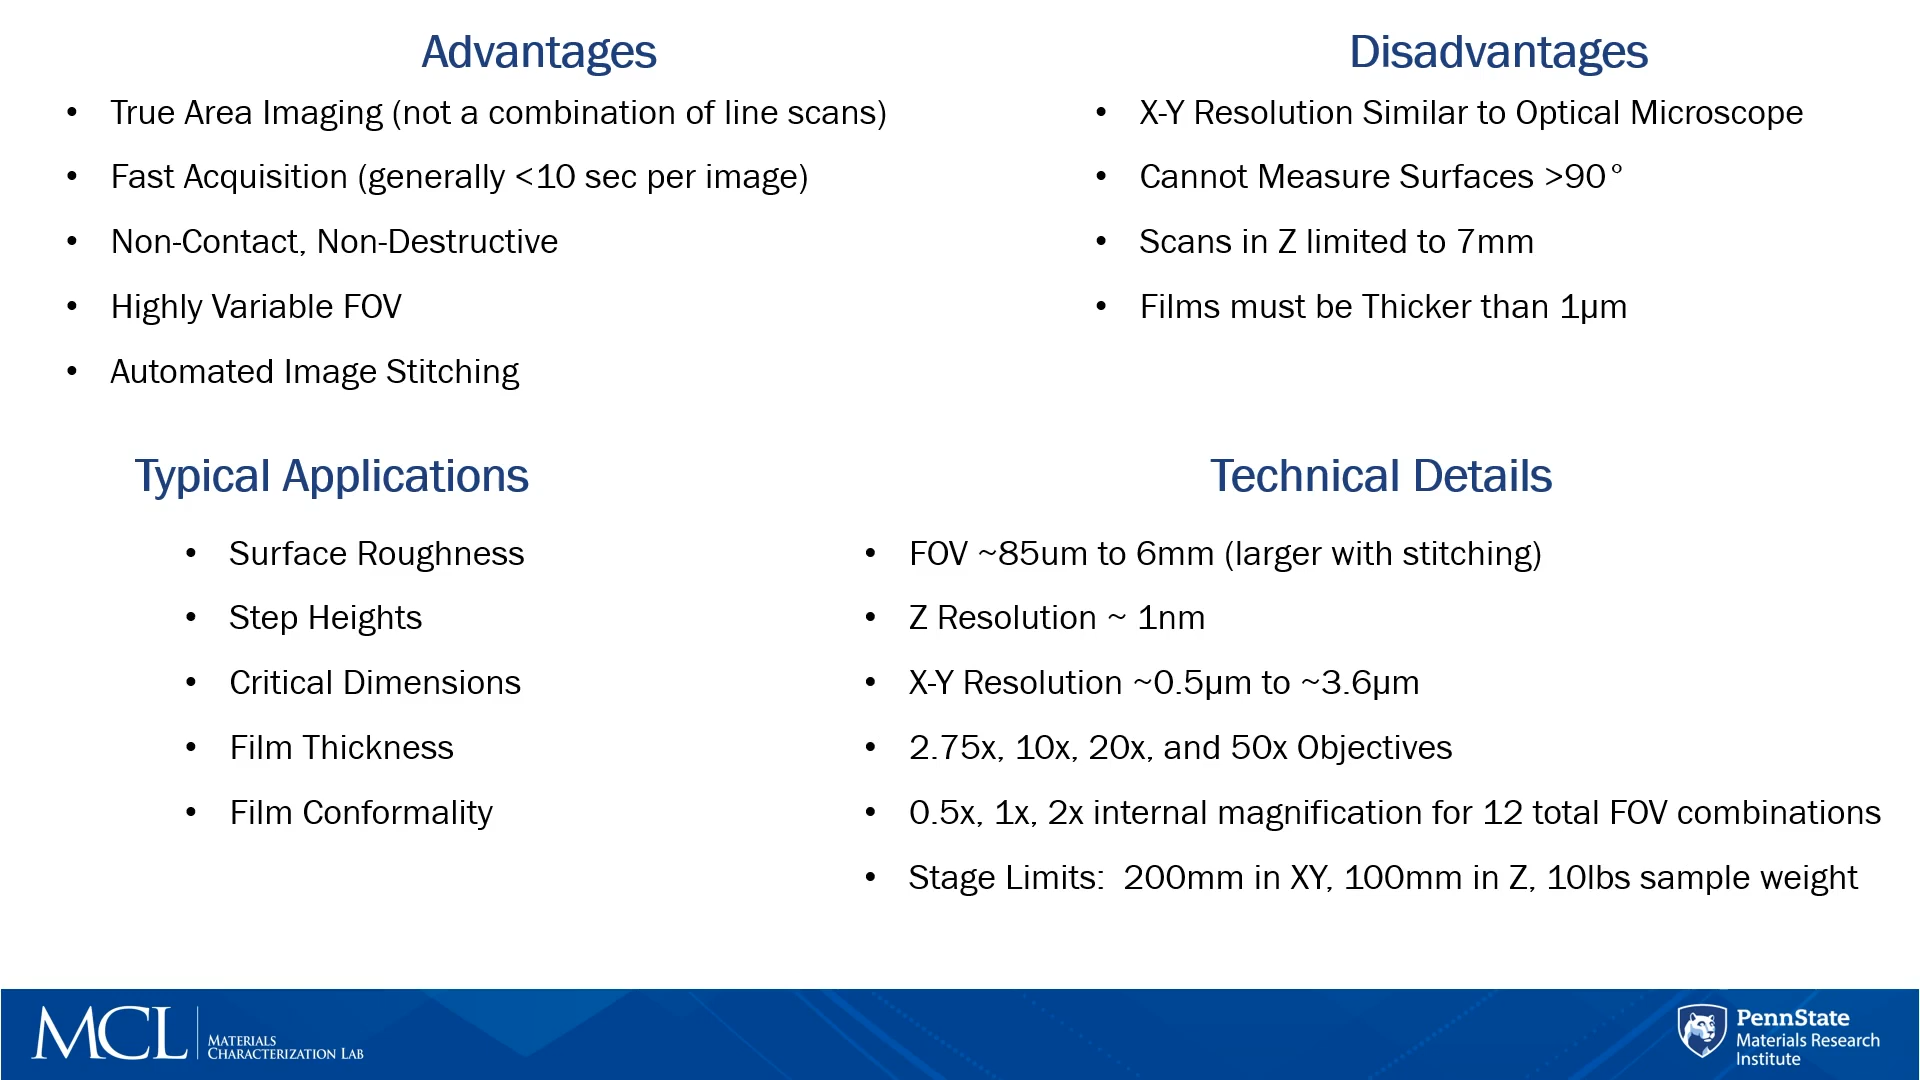 Advantages
• True Area Imaging (not a combination of line scans)
• Fast Acquisition (generally <10 sec per image)
• Non-Contact, Non-Destructive
• Highly Variable FOV
• Automated Image Stitching
Disadvantages
• X-Y Resolution Similar to Optical Microscope
• Cannot Measure Surfaces >90°
• Scans in Z limited to 7mm
• Films must be Thicker than 1µm
Typical Applications
• Surface Roughness
• Step Heights
• Critical Dimensions
• Film Thickness
• Film Conformality
Technical Details
• FOV ~85um to 6mm (larger with stitching)
• Z Resolution ~ 1nm
• X-Y Resolution ~0.5µm to ~3.6µm
• 2.75x, 10x, 20x, and 50x Objectives
• 0.5x, 1x, 2x internal magnification for 12 total FOV combinations
• Stage Limits:  200mm in XY, 100mm in Z, 10lbs sample weight
MCL
Materials
Characterization Lab
PennState
Materials Research
Institute